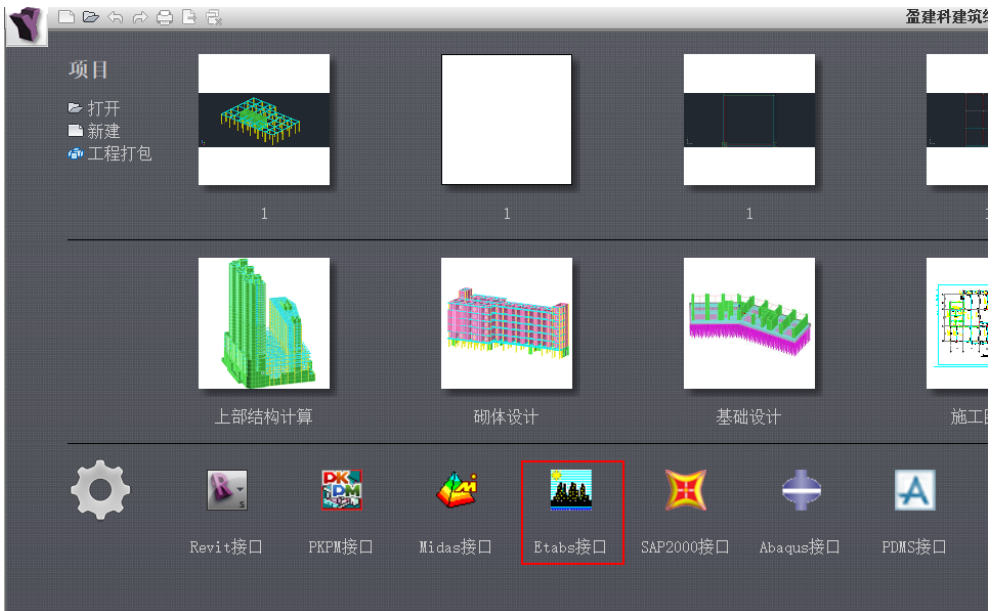 盈建科建筑结
项目
打开
新建
工程打包
1
1
1
上部结构计算
砌体设计
基础设计
施工
Revit接口
PKPM接口
Midas接口
Etabs接口
SAP2000接口
Abaqus接口
PDMS接口